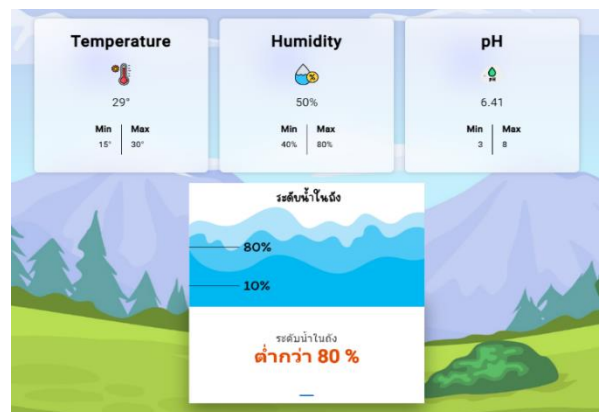 Temperature
29°
Min Max
15° 30°
Humidity
%
50%
Min Max
40% 80%
pH
PH
6.41
Min Max
3 8
ระดับน้ำในถัง
80%
10%
ระดับน้ำในถัง
ต่ำกว่า 80 %